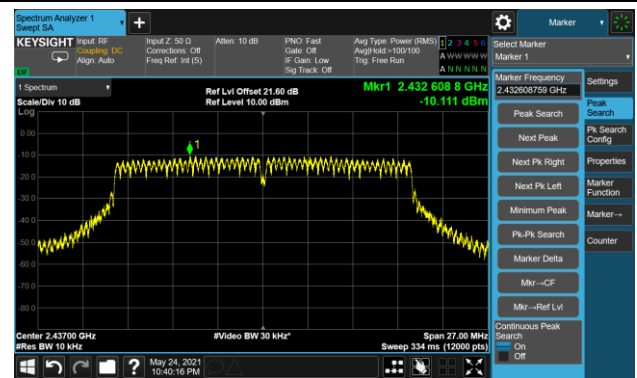 Spectrum Analyzer 1
Swept SA
Marker
KEYSIGHT
Input: RF
Coupling: DC
Align: Auto
Input Z: 50 Ω
Corrections: Off
Freq Ref: Int (S)
Atten: 10 dB
PNO: Fast
Gate: Off
IF Gain: Low
Sig Track: Off
Avg Type: Power (RMS)
Avg|Hold:>100/100
Trig: Free Run
1 2 3 4 5 6
A W W W W W
A N N N N N
LXI
Select Marker
Marker 1
1 Spectrum
Scale/Div 10 dB
Log
Ref Lvl Offset 21.60 dB
Ref Level 10.00 dBm
Mkr1 2.432 608 8 GHz
-10.111 dBm
0.00
-10.0
-20.0
-30.0
-40.0
-50.0
-60.0
-70.0
-80.0
1
Center 2.43700 GHz
#Res BW 10 kHz
#Video BW 30 kHz*
Span 27.00 MHz
Sweep 334 ms (12000 pts)
Marker Frequency
2.432608759 GHz
Peak Search
Next Peak
Next Pk Right
Next Pk Left
Minimum Peak
Pk-Pk Search
Marker Delta
Mkr→CF
Mkr→Ref Lvl
Continuous Peak
Search
On
Off
Settings
Peak
Search
Pk Search
Config
Properties
Marker
Function
Marker→
Counter
May 24, 2021
10:40:16 PM